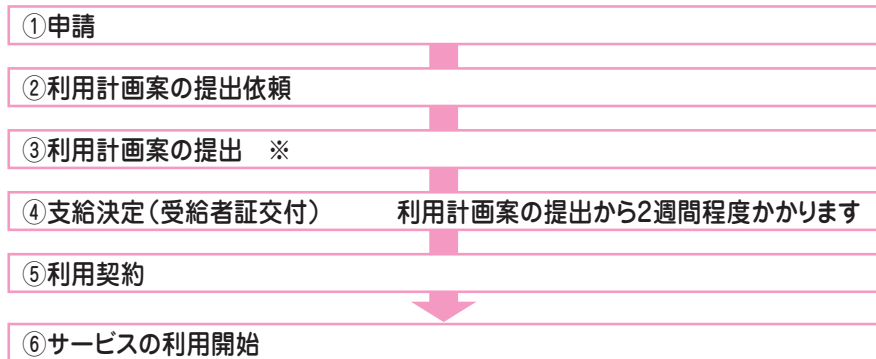 ①申請
②利用計画案の提出依頼
③利用計画案の提出　※
④支給決定（受給者証交付）　　　利用計画案の提出から2週間程度かかります
⑤利用契約
⑥サービスの利用開始